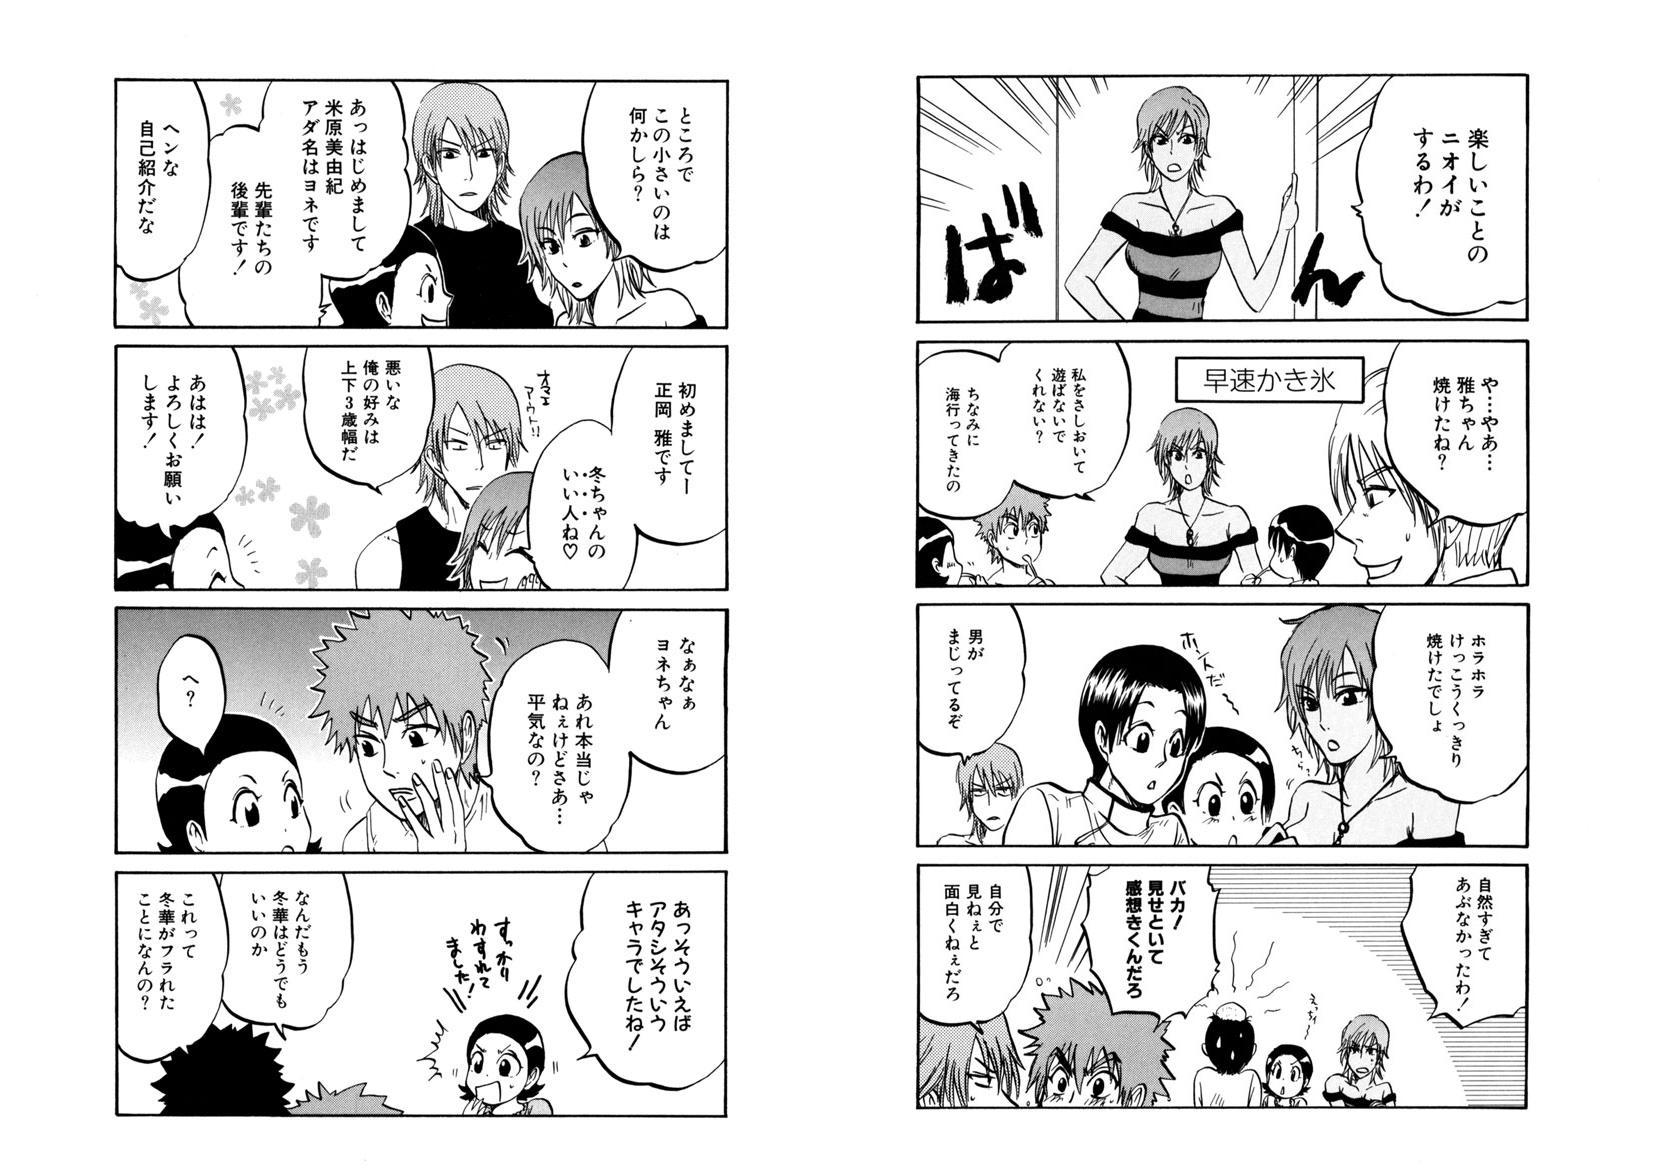 楽しいことの
ニオイが
するわ！
ばん
や…やあ…
雅ちゃん
焼けたね？
早速かき氷
私をさしおいて
遊ばないで
くれない？
ちなみに
海行ってきたの
ホラホラ
けっこうくっきり
焼けたでしょ
ホントだ〜
男が
まじってるぞ
自然すぎて
あぶなかったわ！
えっち〜
バカ！
見せといて
感想きくんだろ
自分で
見ねぇと
面白くねぇだろ
ところで
この小さいのは
何かしら？
あっはじめまして
米原美由紀
アダ名はヨネです
先輩たちの
後輩です！
ヘンな
自己紹介だな
初めましてー
正岡 雅です
冬ちゃんの
いい人ね♡
オマエ
アウト!!
悪いな
俺の好みは
上下3歳幅だ
あはは！
よろしくお願い
します！
なぁなぁ
ヨネちゃん
あれ本当じゃ
ねぇけどさあ…
平気なの？
へ？
あっそういえば
アタシそういう
キャラでしたね！
すっかり
わすれて
ました！
なんだもう
冬華はどうでも
いいのか
これって
冬華がフラれた
ことになんの？